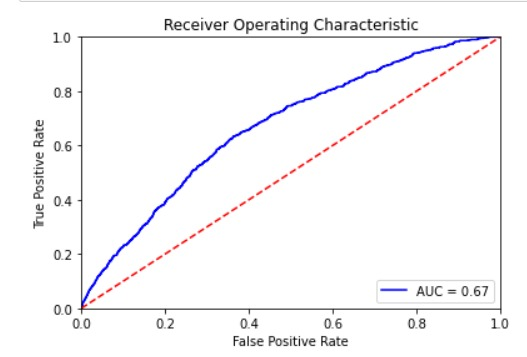 Receiver Operating Characteristic
1.0
0.8
0.6
0.4
0.2
0.0
True Positive Rate
AUC = 0.67
0.0 0.2 0.4 0.6 0.8 1.0
False Positive Rate